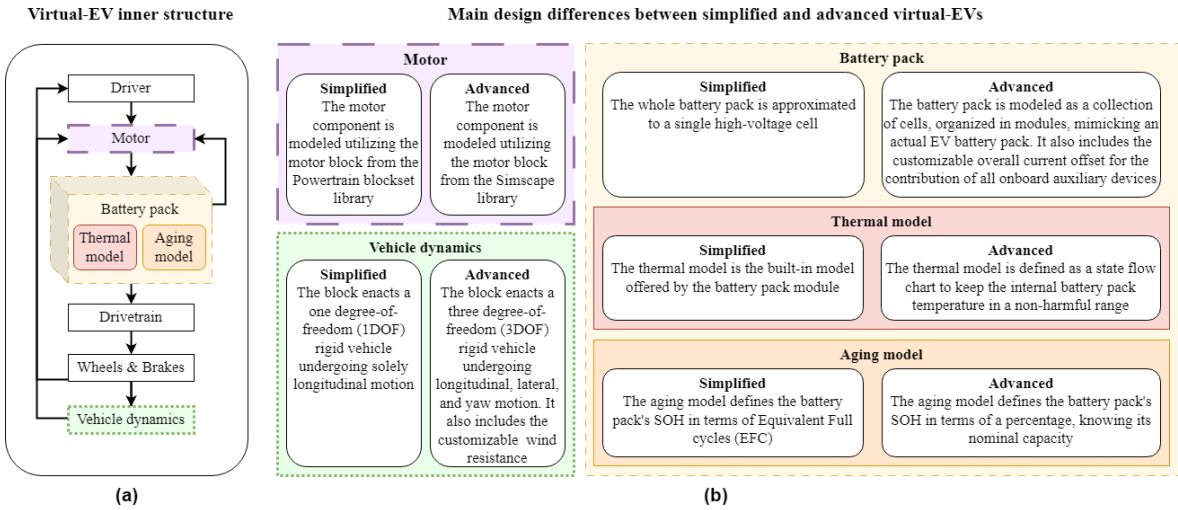 Virtual-EV inner structure
Driver
Motor
Battery pack
Thermal
model
Aging
model
Drivetrain
Wheels & Brakes
Vehicle dynamics
(a)
Main design differences between simplified and advanced virtual-EVs
Motor
Simplified
The motor
component is
modeled utilizing the
motor block from the
Powertrain blockset
library
Advanced
The motor
component is
modeled utilizing
the motor block
from the Simscape
library
Vehicle dynamics
Simplified
The block enacts a
one degree-of-
freedom (1DOF)
rigid vehicle
undergoing solely
longitudinal motion
Advanced
The block enacts a
three degree-of-
freedom (3DOF)
rigid vehicle
undergoing
longitudinal, lateral,
and yaw motion. It
also includes the
customizable wind
resistance
Battery pack
Simplified
The whole battery pack is approximated
to a single high-voltage cell
Advanced
The battery pack is modeled as a collection
of cells, organized in modules, mimicking an
actual EV battery pack. It also includes the
customizable overall current offset for the
contribution of all onboard auxiliary devices
Thermal model
Simplified
The thermal model is the built-in model
offered by the battery pack module
Advanced
The thermal model is defined as a state flow
chart to keep the internal battery pack
temperature in a non-harmful range
Aging model
Simplified
The aging model defines the battery
pack's SOH in terms of Equivalent Full
cycles (EFC)
Advanced
The aging model defines the battery pack's
SOH in terms of a percentage, knowing its
nominal capacity
(b)